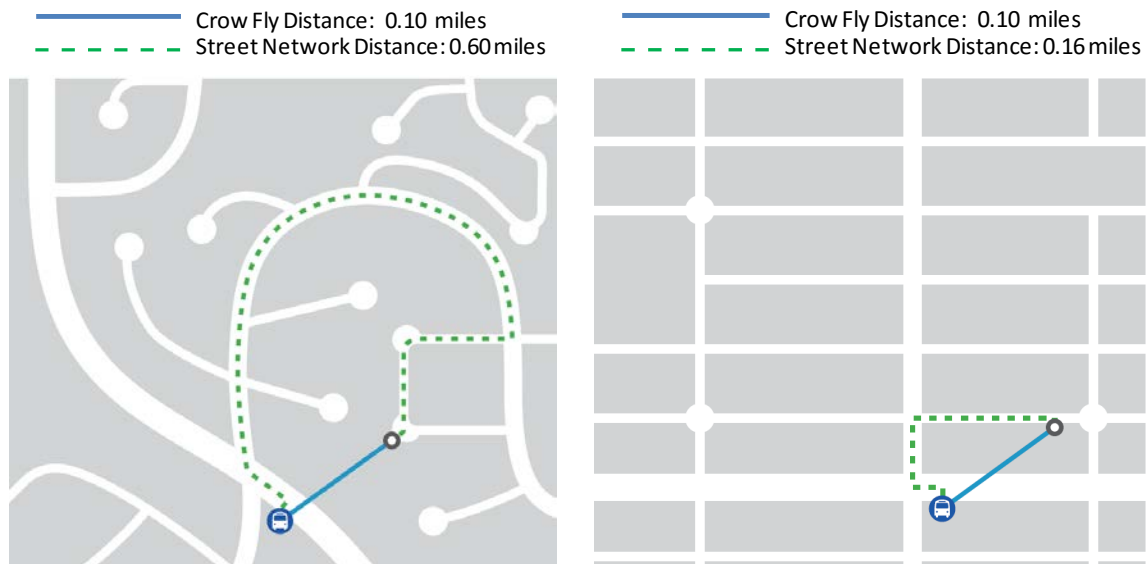 Crow Fly Distance: 0.10 miles
Street Network Distance: 0.60 miles
Crow Fly Distance: 0.10 miles
Street Network Distance: 0.16 miles